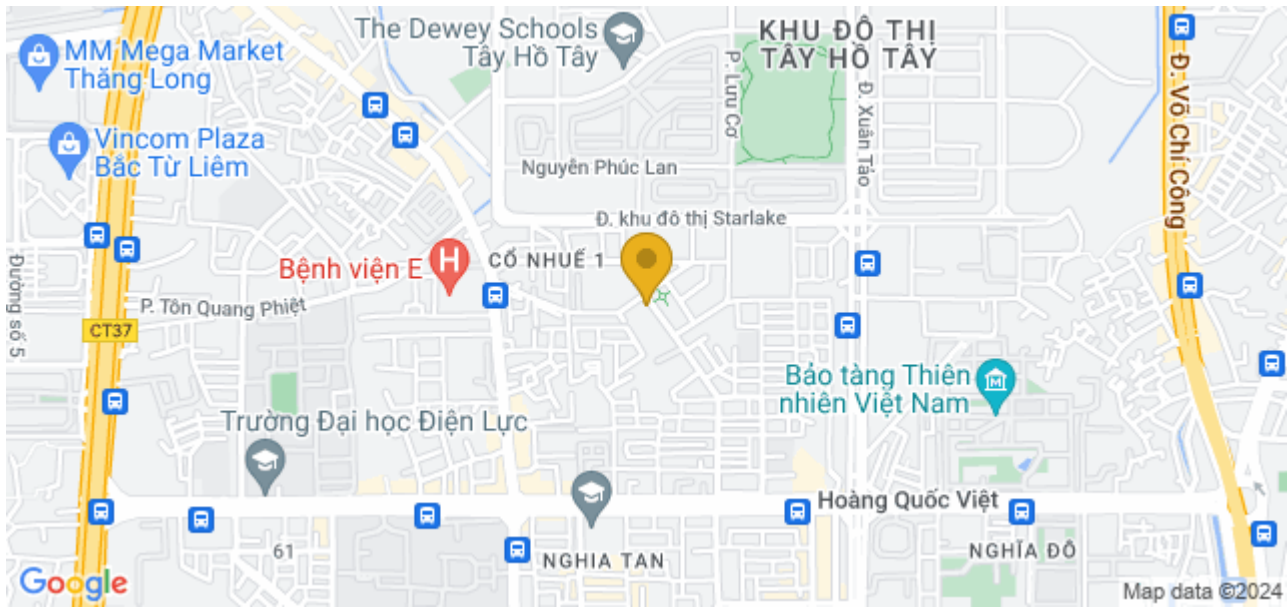 The Dewey Schools
Tây Hồ Tây
KHU ĐÔ THỊ
TÂY HỒ TÂY
MM Mega Market
Thăng Long
Vincom Plaza
Bắc Từ Liêm
P. Lưu Cơ
Đ. Xuân Tảo
Đ. Võ Chí Công
Nguyễn Phúc Lan
Đ. khu đô thị Starlake
Bệnh viện E
H
CỔ NHUẾ 1
Đường số 5
P. Tôn Quang Phiệt
CT37
Bảo tàng Thiên
nhiên Việt Nam
M
Trường Đại học Điện Lực
Hoàng Quốc Việt
61
NGHIA TAN
NGHĨA ĐÔ
Google
Map data ©2024